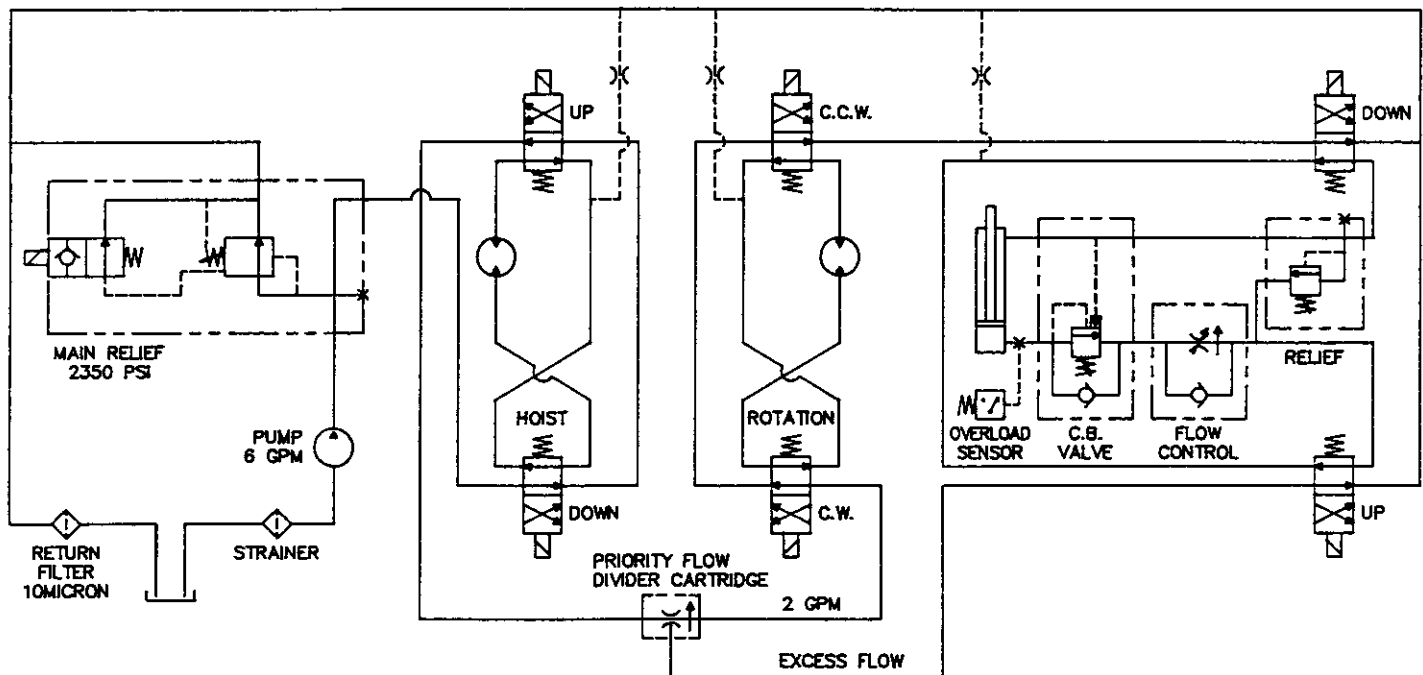 UP
C.C.W.
DOWN
MAIN RELIEF
2350 PSI
PUMP
6 GPM
HOIST
ROTATION
OVERLOAD
SENSOR
C.B.
VALVE
FLOW
CONTROL
RELIEF
RETURN
FILTER
10MICRON
STRAINER
DOWN
C.W.
UP
PRIORITY FLOW
DIVIDER CARTRIDGE
2 GPM
EXCESS FLOW